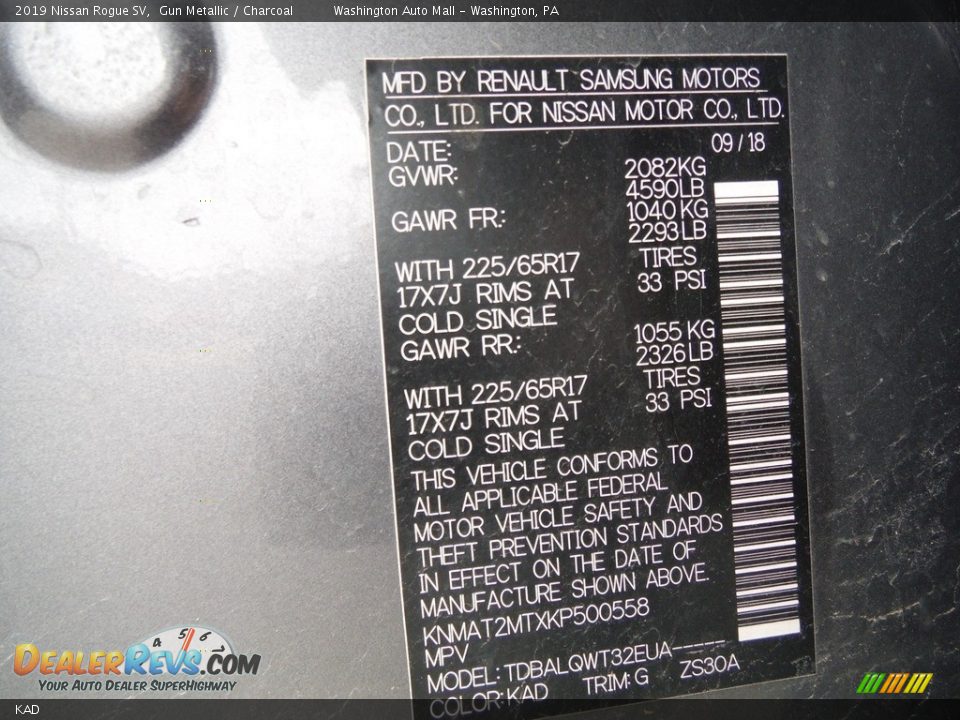 2019 Nissan Rogue SV, Gun Metallic / Charcoal Washington Auto Mall - Washington, PA
MFD BY RENAULT SAMSUNG MOTORS
CO., LTD. FOR NISSAN MOTOR CO., LTD.
DATE: 09 / 18
GVWR: 2082KG
4590LB
GAWR FR.: 1040 KG
2293LB
WITH 225/65R17 TIRES
17X7J RIMS AT 33 PSI
COLD SINGLE
GAWR RR.: 1055 KG
2326LB
WITH 225/65R17 TIRES
17X7J RIMS AT 33 PSI
COLD SINGLE
THIS VEHICLE CONFORMS TO
ALL APPLICABLE FEDERAL
MOTOR VEHICLE SAFETY AND
THEFT PREVENTION STANDARDS
IN EFFECT ON THE DATE OF
MANUFACTURE SHOWN ABOVE.
KNMAT2MTXKP500558
MPV
MODEL: TDBALQWT32EUA-----
COLOR: KAD TRIM: G ZS30A
4 5 6
DEALERREVS.COM
YOUR AUTO DEALER SUPERHIGHWAY
KAD